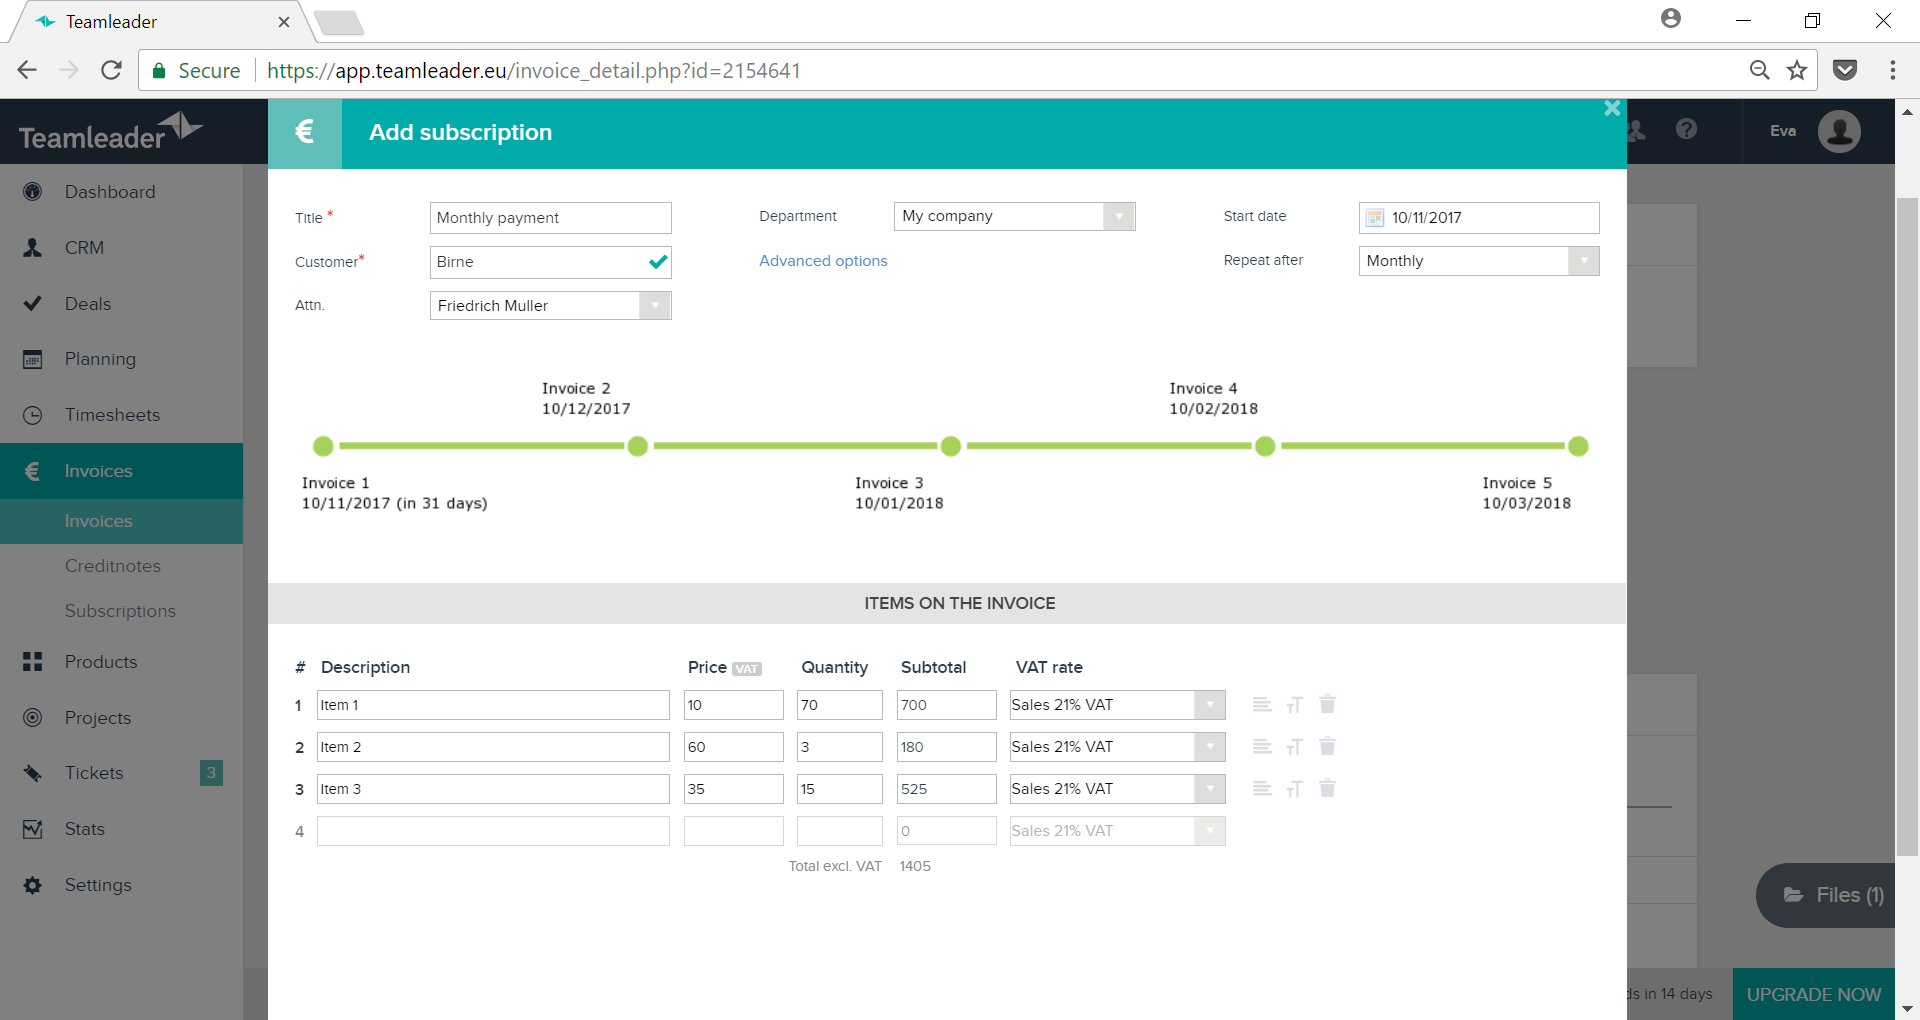 Teamleader
Secure
https://app.teamleader.eu/invoice_detail.php?id=2154641
Teamleader
€ Add subscription
Eva
Dashboard
CRM
Deals
Planning
Timesheets
€ Invoices
Invoices
Creditnotes
Subscriptions
Products
Projects
Tickets 3
Stats
Settings
Title * Monthly payment
Department My company
Start date 10/11/2017
Customer* Birne
Advanced options
Repeat after Monthly
Attn. Friedrich Muller
Invoice 2
10/12/2017
Invoice 4
10/02/2018
Invoice 1
10/11/2017 (in 31 days)
Invoice 3
10/01/2018
Invoice 5
10/03/2018
ITEMS ON THE INVOICE
# Description Price VAT Quantity Subtotal VAT rate
1 Item 1 10 70 700 Sales 21% VAT
2 Item 2 60 3 180 Sales 21% VAT
3 Item 3 35 15 525 Sales 21% VAT
4 0 Sales 21% VAT
Total excl. VAT 1405
Files (1)
in 14 days
UPGRADE NOW